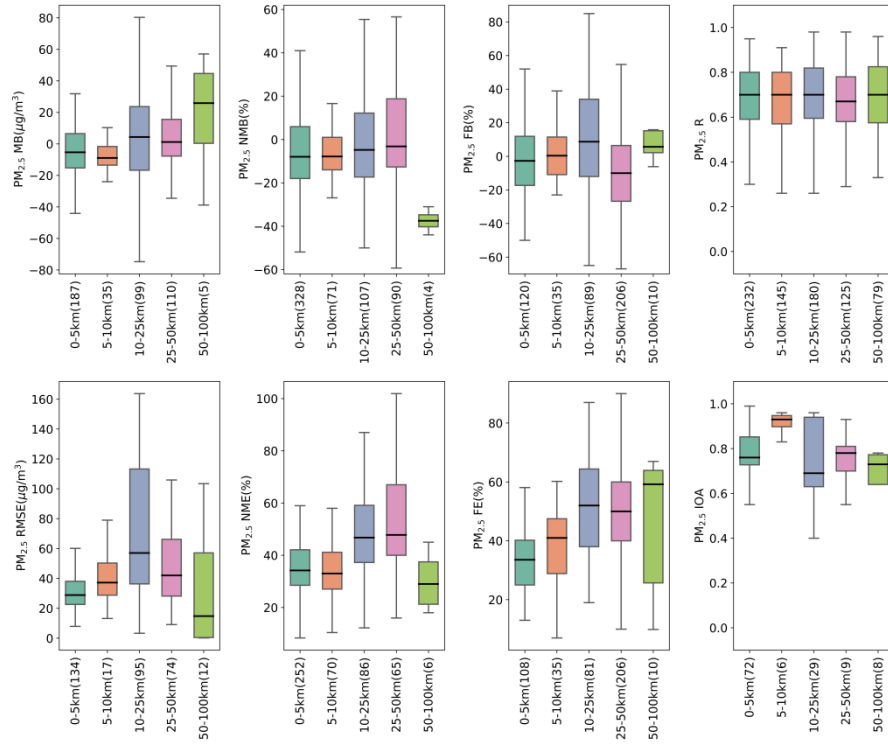 PM2.5 MB(μg/m³)
80
60
40
20
0
−20
−40
−60
−80
0-5km(187)
5-10km(35)
10-25km(99)
25-50km(110)
50-100km(5)
PM2.5 NMB(%)
60
40
20
0
−20
−40
−60
0-5km(328)
5-10km(71)
10-25km(107)
25-50km(90)
50-100km(4)
PM2.5 FB(%)
80
60
40
20
0
−20
−40
−60
0-5km(120)
5-10km(35)
10-25km(89)
25-50km(206)
50-100km(10)
PM2.5 R
1.0
0.8
0.6
0.4
0.2
0.0
0-5km(232)
5-10km(145)
10-25km(180)
25-50km(125)
50-100km(79)
PM2.5 RMSE(μg/m³)
160
140
120
100
80
60
40
20
0
0-5km(134)
5-10km(17)
10-25km(95)
25-50km(74)
50-100km(12)
PM2.5 NME(%)
100
80
60
40
20
0-5km(252)
5-10km(70)
10-25km(86)
25-50km(65)
50-100km(6)
PM2.5 FE(%)
80
60
40
20
0-5km(108)
5-10km(35)
10-25km(81)
25-50km(206)
50-100km(10)
PM2.5 IOA
1.0
0.8
0.6
0.4
0.2
0.0
0-5km(72)
5-10km(6)
10-25km(29)
25-50km(9)
50-100km(8)